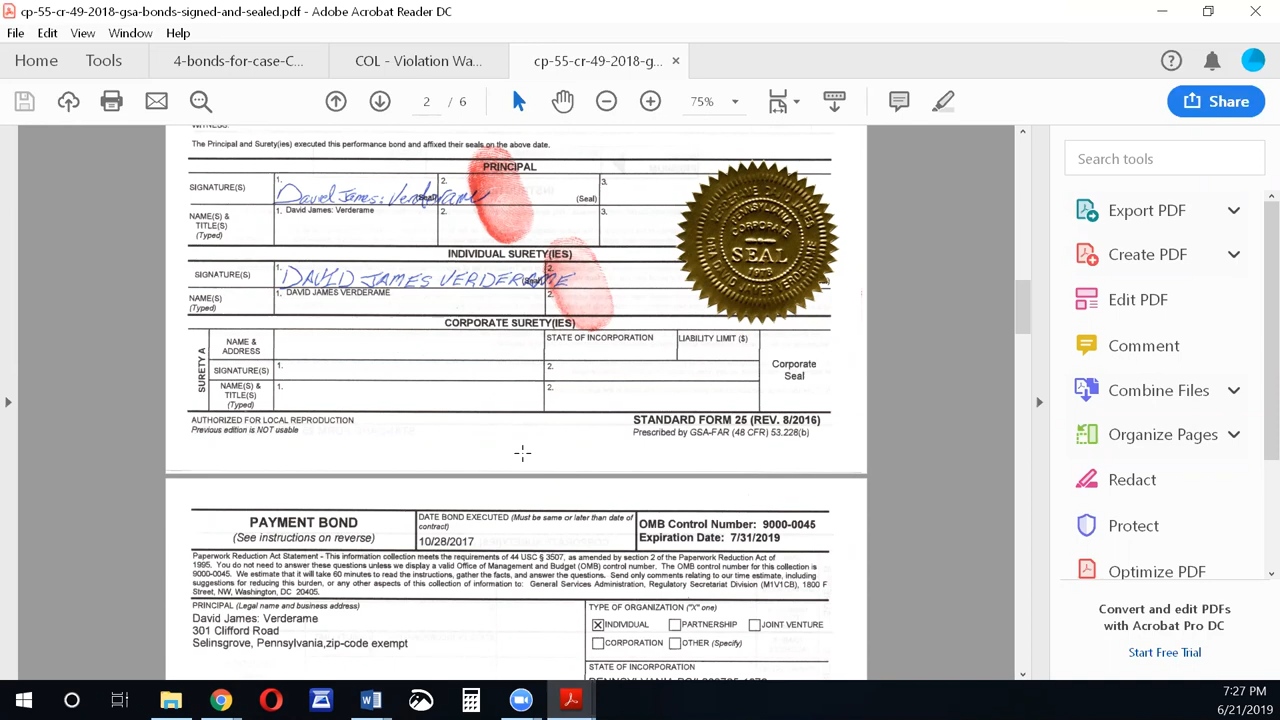 cp-55-cr-49-2018-gsa-bonds-signed-and-sealed.pdf - Adobe Acrobat Reader DC
File Edit View Window Help
Home Tools 4-bonds-for-case-C... COL - Violation Wa... cp-55-cr-49-2018-g... ×
2 / 6 75% Share
WITNESS:
The Principal and Surety(ies) executed this performance bond and affixed their seals on the above date.
PRINCIPAL
SIGNATURE(S) 1. David James: Verderame 2. (Seal) 3.
NAME(S) & TITLE(S) (Typed) 1. David James: Verderame 2. 3.
CORPORATE SEAL
INDIVIDUAL SURETY(IES)
SIGNATURE(S) 1. DAVID JAMES VERDERAME 2.
NAME(S) (Typed) 1. DAVID JAMES VERDERAME 2.
CORPORATE SURETY(IES)
SURETY A
NAME & ADDRESS STATE OF INCORPORATION LIABILITY LIMIT ($)
SIGNATURE(S) 1. 2. Corporate Seal
NAME(S) & TITLE(S) (Typed) 1. 2.
AUTHORIZED FOR LOCAL REPRODUCTION STANDARD FORM 25 (REV. 8/2016)
Previous edition is NOT usable Prescribed by GSA-FAR (48 CFR) 53.228(b)
PAYMENT BOND
(See instructions on reverse)
DATE BOND EXECUTED (Must be same or later than date of
contract)
10/28/2017
OMB Control Number: 9000-0045
Expiration Date: 7/31/2019
Paperwork Reduction Act Statement - This information collection meets the requirements of 44 USC § 3507, as amended by section 2 of the Paperwork Reduction Act of
1995. You do not need to answer these questions unless we display a valid Office of Management and Budget (OMB) control number. The OMB control number for this collection is
9000-0045. We estimate that it will take 60 minutes to read the instructions, gather the facts, and answer the questions. Send only comments relating to our time estimate, including
suggestions for reducing this burden, or any other aspects of this collection of information to: General Services Administration, Regulatory Secretariat Division (M1V1CB), 1800 F
Street, NW, Washington, DC 20405.
PRINCIPAL (Legal name and business address)
David James: Verderame
301 Clifford Road
Selinsgrove, Pennsylvania,zip-code exempt
TYPE OF ORGANIZATION ("X" one)
X INDIVIDUAL PARTNERSHIP JOINT VENTURE
CORPORATION OTHER (Specify)
STATE OF INCORPORATION
Search tools
Export PDF
Create PDF
Edit PDF
Comment
Combine Files
Organize Pages
Redact
Protect
Optimize PDF
Convert and edit PDFs
with Acrobat Pro DC
Start Free Trial
7:27 PM
6/21/2019